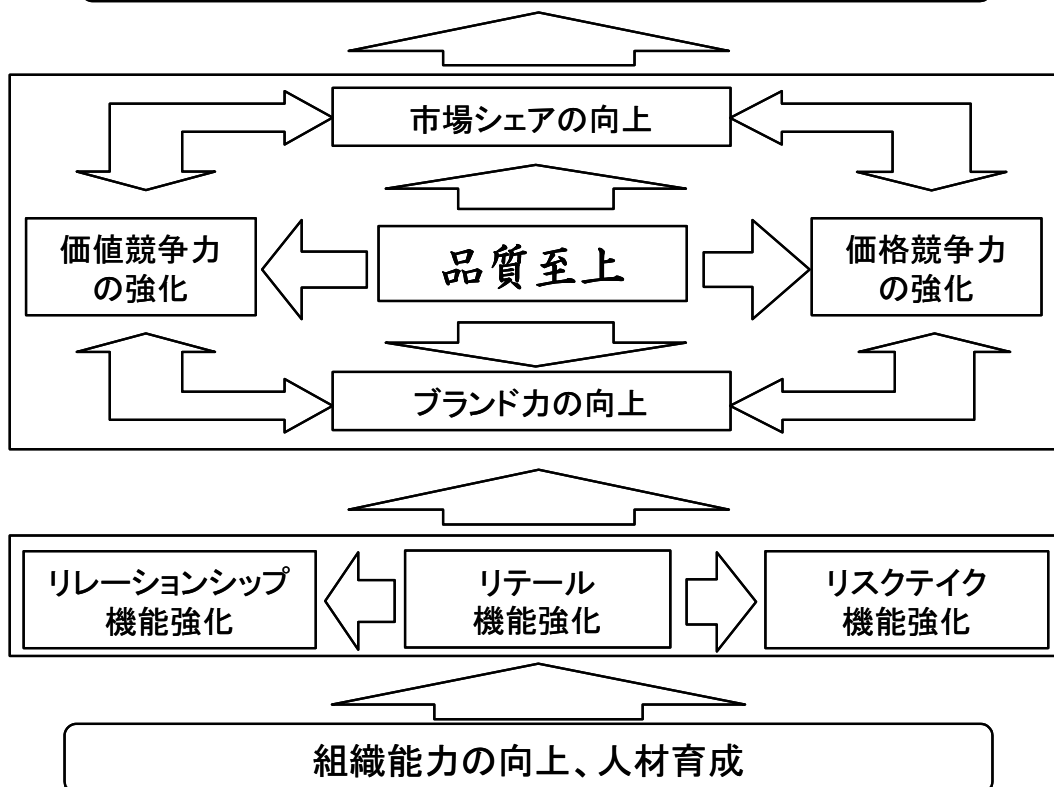 市場シェアの向上
価値競争力
の強化
品質至上
価格競争力
の強化
ブランド力の向上
リレーションシップ
機能強化
リテール
機能強化
リスクテイク
機能強化
組織能力の向上、人材育成